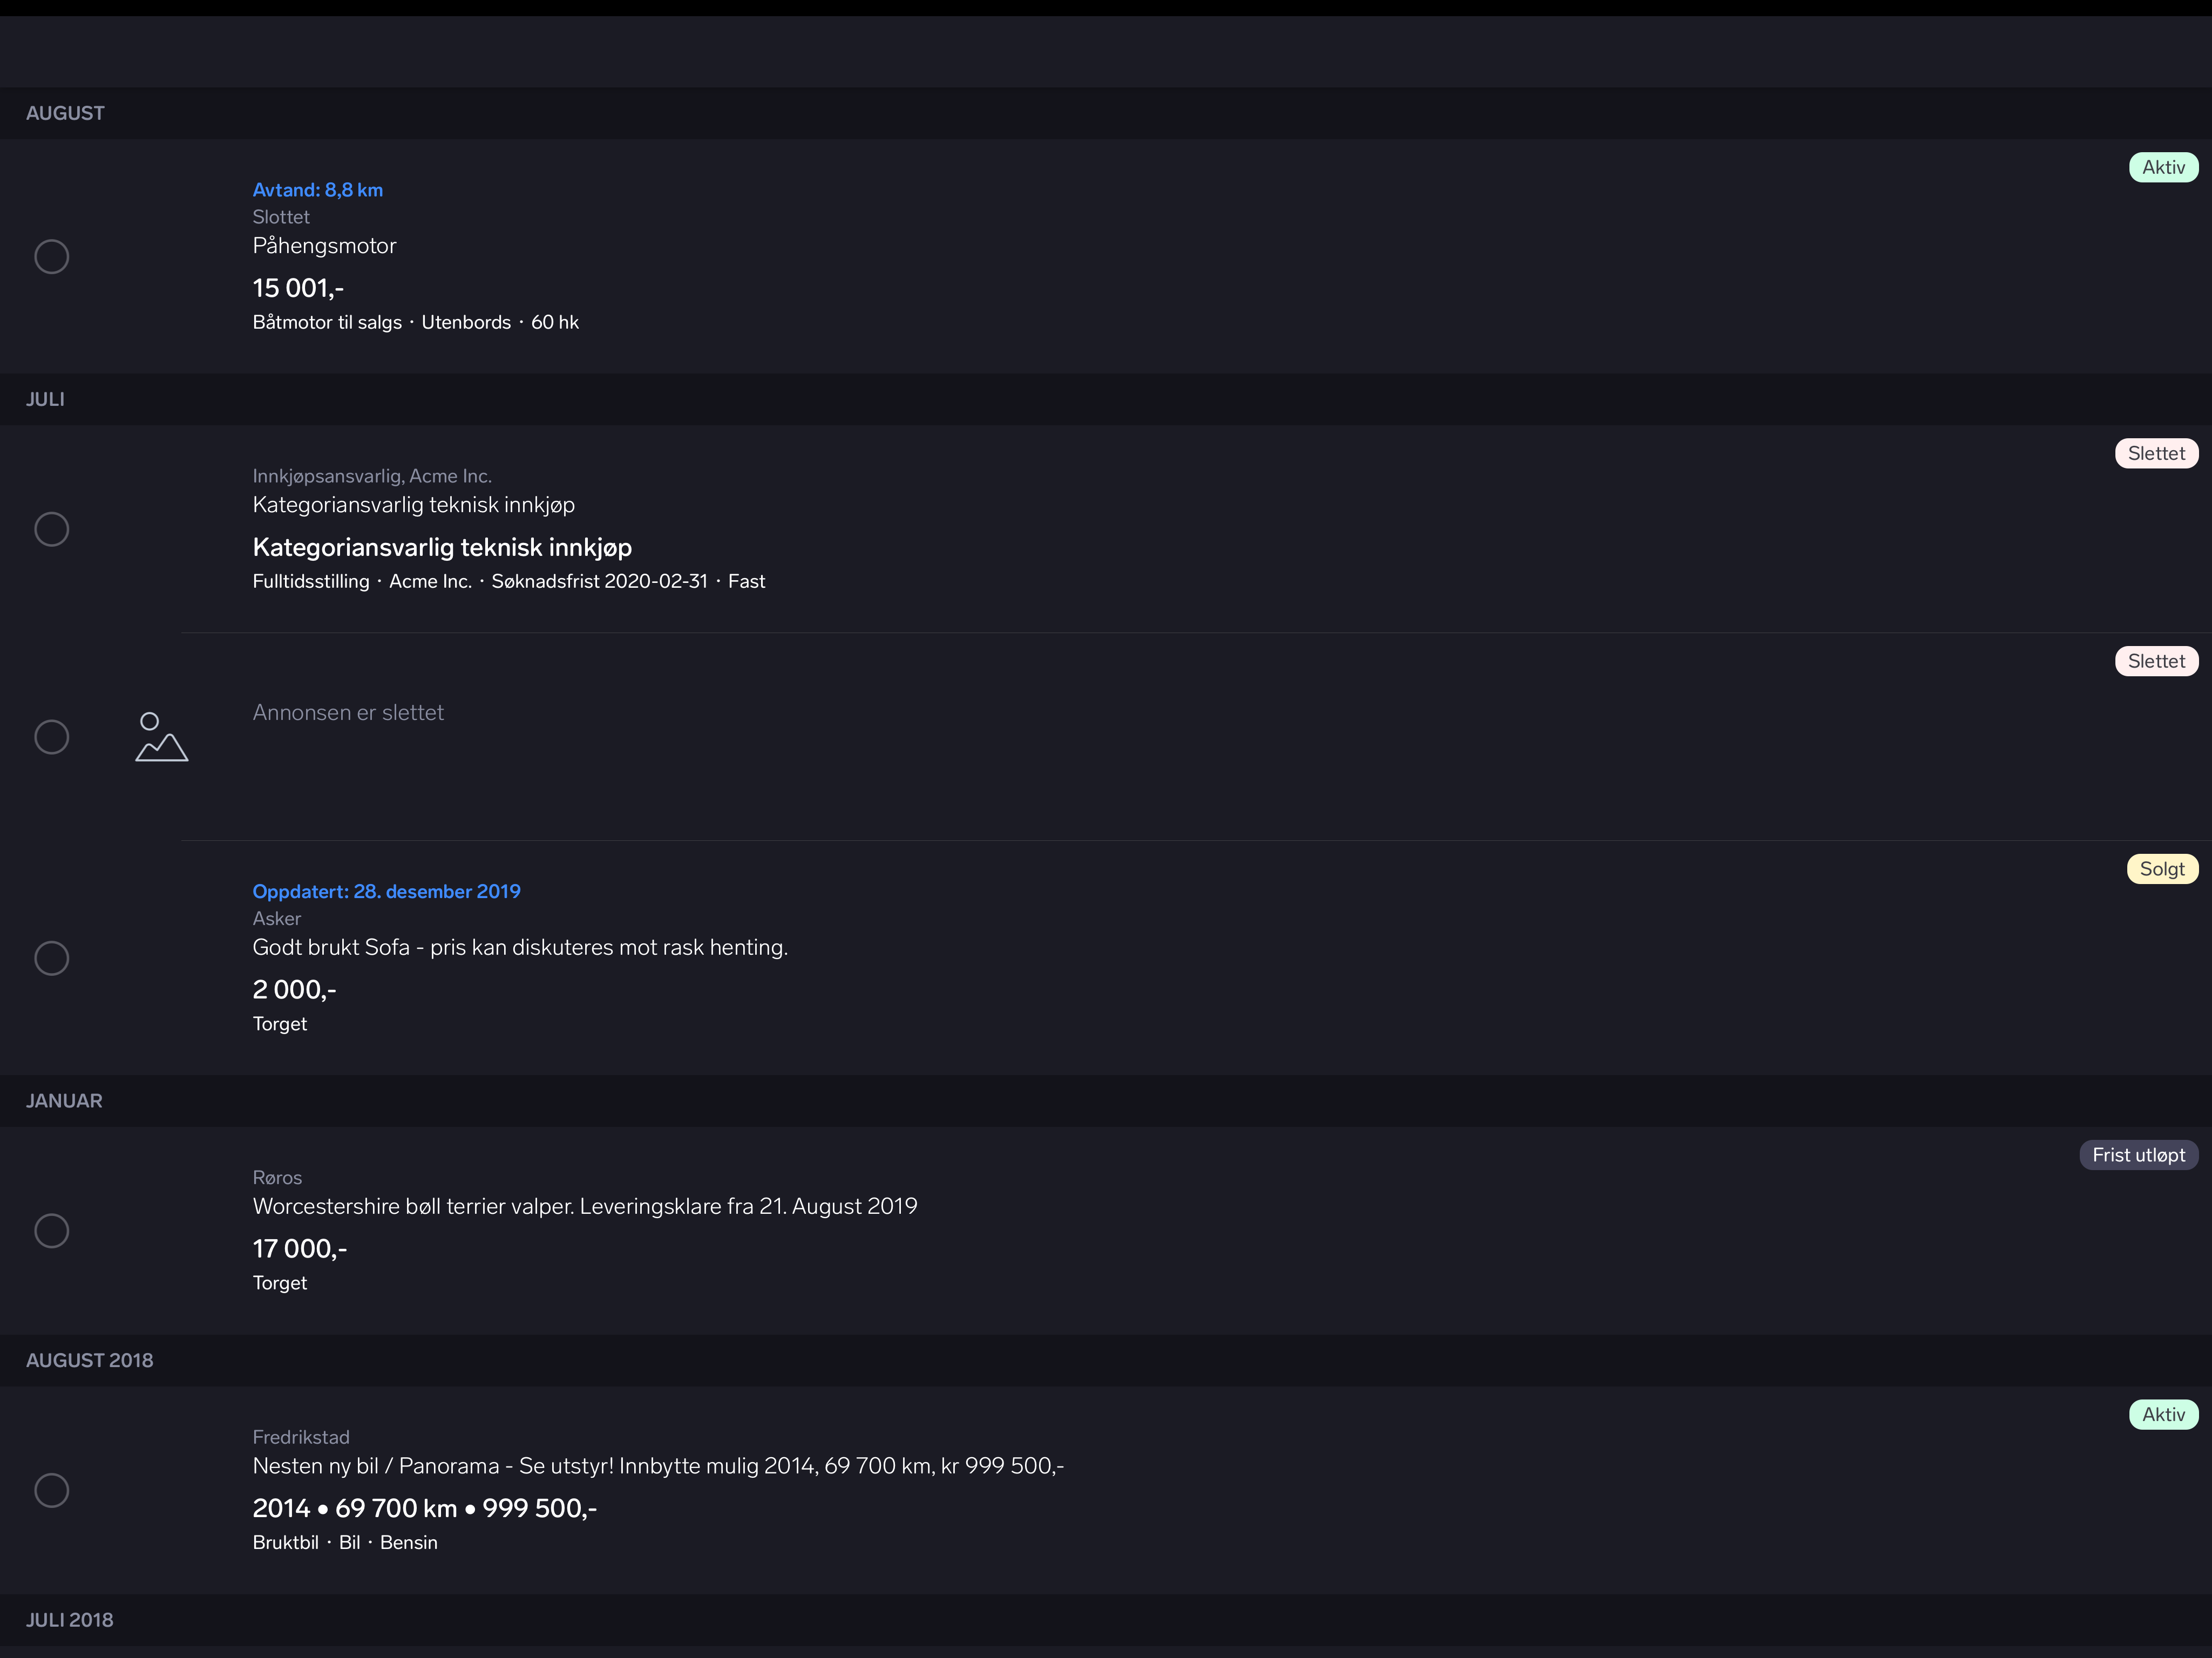 AUGUST
Aktiv
Avtand: 8,8 km
Slottet
Påhengsmotor
15 001,-
Båtmotor til salgs · Utenbords · 60 hk
JULI
Slettet
Innkjøpsansvarlig, Acme Inc.
Kategoriansvarlig teknisk innkjøp
Kategoriansvarlig teknisk innkjøp
Fulltidsstilling · Acme Inc. · Søknadsfrist 2020-02-31 · Fast
Slettet
Annonsen er slettet
Solgt
Oppdatert: 28. desember 2019
Asker
Godt brukt Sofa - pris kan diskuteres mot rask henting.
2 000,-
Torget
JANUAR
Frist utløpt
Røros
Worcestershire bøll terrier valper. Leveringsklare fra 21. August 2019
17 000,-
Torget
AUGUST 2018
Aktiv
Fredrikstad
Nesten ny bil / Panorama - Se utstyr! Innbytte mulig 2014, 69 700 km, kr 999 500,-
2014 • 69 700 km • 999 500,-
Bruktbil · Bil · Bensin
JULI 2018